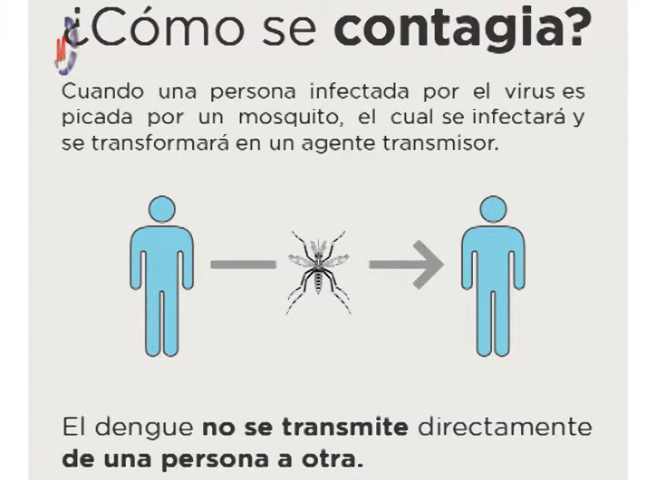 ¿Cómo se contagia?
Cuando una persona infectada por el virus es
picada por un mosquito, el cual se infectará y
se transformará en un agente transmisor.
El dengue no se transmite directamente
de una persona a otra.